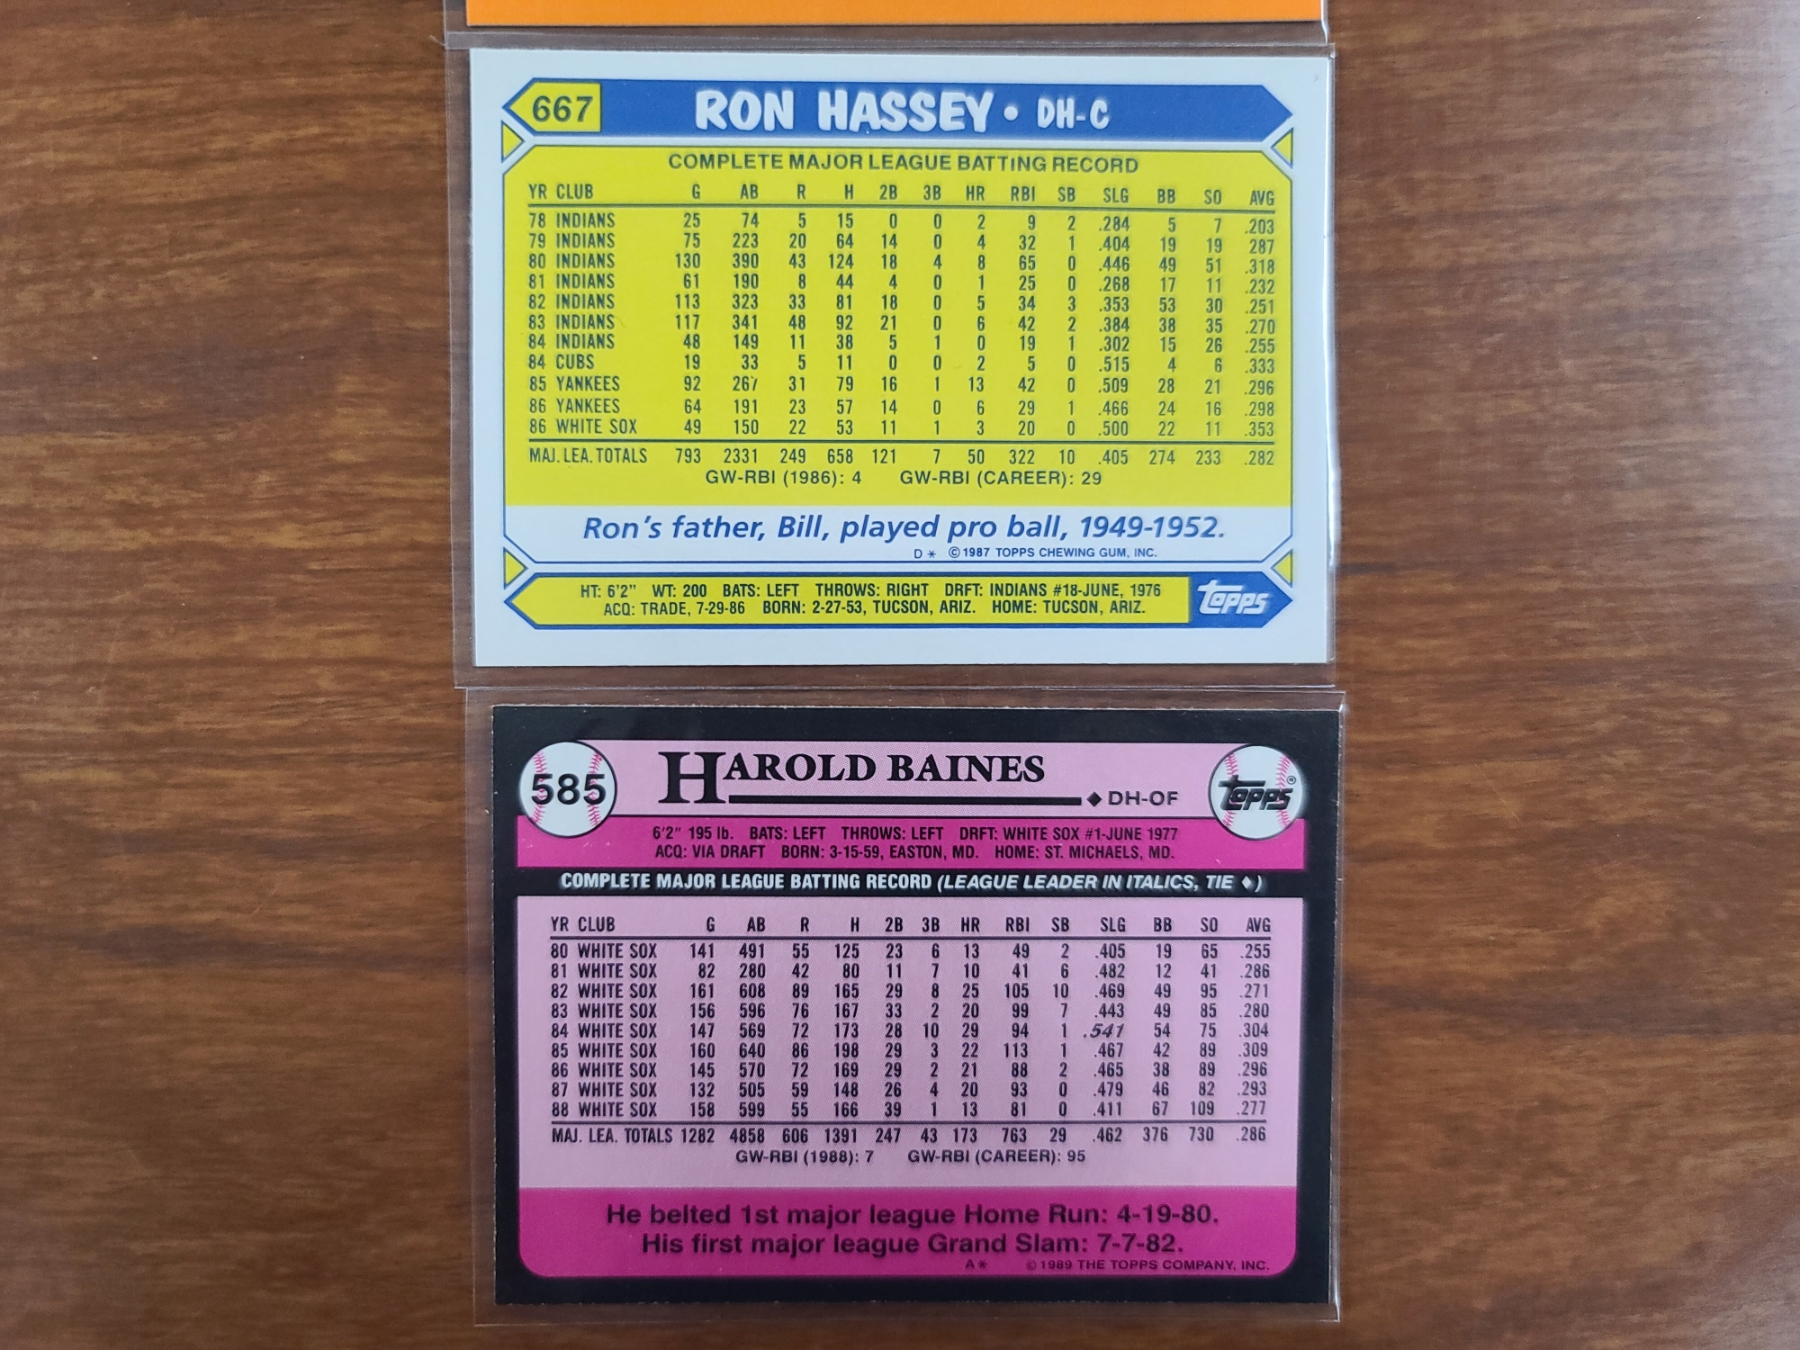 667 RON HASSEY • DH-C
COMPLETE MAJOR LEAGUE BATTING RECORD
YR CLUB G AB R H 2B 3B HR RBI SB SLG BB SO AVG
78 INDIANS 25 74 5 15 0 0 2 9 2 .284 5 7 .203
79 INDIANS 75 223 20 64 14 0 4 32 1 .404 19 19 .287
80 INDIANS 130 390 43 124 18 4 8 65 0 .446 49 51 .318
81 INDIANS 61 190 8 44 4 0 1 25 0 .268 17 11 .232
82 INDIANS 113 323 33 81 18 0 5 34 3 .353 53 30 .251
83 INDIANS 117 341 48 92 21 0 6 42 2 .384 38 35 .270
84 INDIANS 48 149 11 38 5 1 0 19 1 .302 15 26 .255
84 CUBS 19 33 5 11 0 0 2 5 0 .515 4 6 .333
85 YANKEES 92 267 31 79 16 1 13 42 0 .509 28 21 .296
86 YANKEES 64 191 23 57 14 0 6 29 1 .466 24 16 .298
86 WHITE SOX 49 150 22 53 11 1 3 20 0 .500 22 11 .353
MAJ. LEA. TOTALS 793 2331 249 658 121 7 50 322 10 .405 274 233 .282
GW-RBI (1986): 4 GW-RBI (CAREER): 29
Ron's father, Bill, played pro ball, 1949-1952.
D* ©1987 TOPPS CHEWING GUM, INC.
HT: 6'2" WT: 200 BATS: LEFT THROWS: RIGHT DRFT: INDIANS #18-JUNE, 1976
ACQ: TRADE, 7-29-86 BORN: 2-27-53, TUCSON, ARIZ. HOME: TUCSON, ARIZ.
topps
585 HAROLD BAINES
◆ DH-OF
topps®
6'2" 195 lb. BATS: LEFT THROWS: LEFT DRFT: WHITE SOX #1-JUNE 1977
ACQ: VIA DRAFT BORN: 3-15-59, EASTON, MD. HOME: ST. MICHAELS, MD.
COMPLETE MAJOR LEAGUE BATTING RECORD (LEAGUE LEADER IN ITALICS, TIE ♦)
YR CLUB G AB R H 2B 3B HR RBI SB SLG BB SO AVG
80 WHITE SOX 141 491 55 125 23 6 13 49 2 .405 19 65 .255
81 WHITE SOX 82 280 42 80 11 7 10 41 6 .482 12 41 .286
82 WHITE SOX 161 608 89 165 29 8 25 105 10 .469 49 95 .271
83 WHITE SOX 156 596 76 167 33 2 20 99 7 .443 49 85 .280
84 WHITE SOX 147 569 72 173 28 10 29 94 1 .541 54 75 .304
85 WHITE SOX 160 640 86 198 29 3 22 113 1 .467 42 89 .309
86 WHITE SOX 145 570 72 169 29 2 21 88 2 .465 38 89 .296
87 WHITE SOX 132 505 59 148 26 4 20 93 0 .479 46 82 .293
88 WHITE SOX 158 599 55 166 39 1 13 81 0 .411 67 109 .277
MAJ. LEA. TOTALS 1282 4858 606 1391 247 43 173 763 29 .462 376 730 .286
GW-RBI (1988): 7 GW-RBI (CAREER): 95
He belted 1st major league Home Run: 4-19-80.
His first major league Grand Slam: 7-7-82.
A* ©1989 THE TOPPS COMPANY, INC.